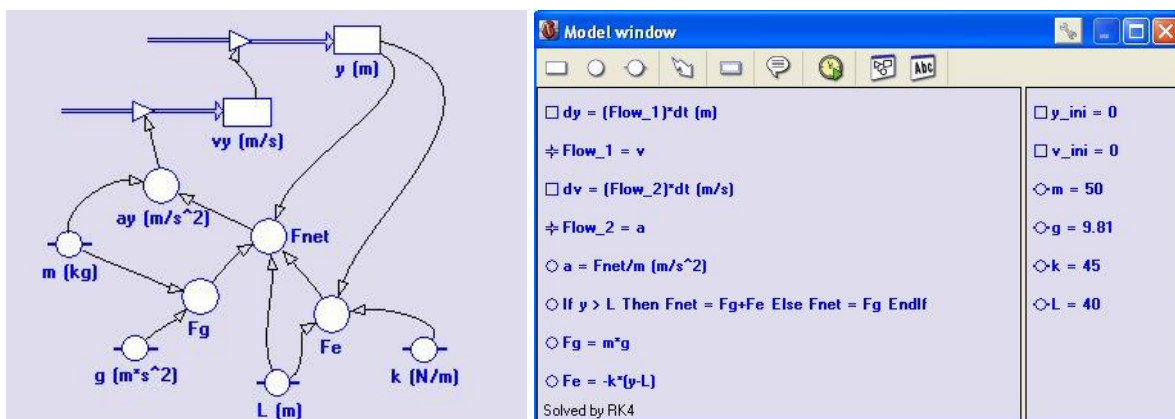 y (m)
vy (m/s)
ay (m/s^2)
Fnet
m (kg)
Fg
Fe
g (m*s^2)
k (N/m)
L (m)
Model window
Abc
dy = (Flow_1)*dt (m)
Flow_1 = v
dv = (Flow_2)*dt (m/s)
Flow_2 = a
a = Fnet/m (m/s^2)
If y > L Then Fnet = Fg+Fe Else Fnet = Fg EndIf
Fg = m*g
Fe = -k*(y-L)
Solved by RK4
y_ini = 0
v_ini = 0
m = 50
g = 9.81
k = 45
L = 40